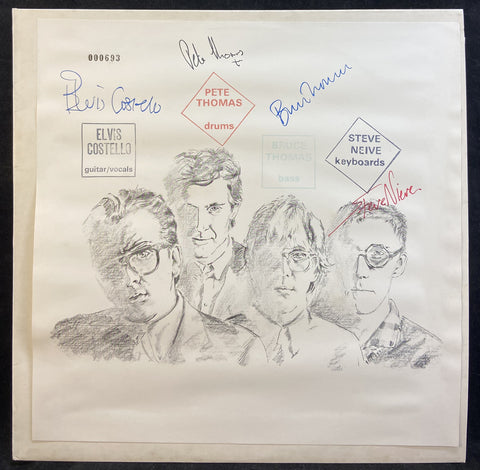 000693
Pete Thomas
Elvis Costello
Bruce Thomas
PETE
THOMAS
drums
ELVIS
COSTELLO
guitar/vocals
BRUCE
THOMAS
bass
STEVE
NEIVE
keyboards
Steve Nieve